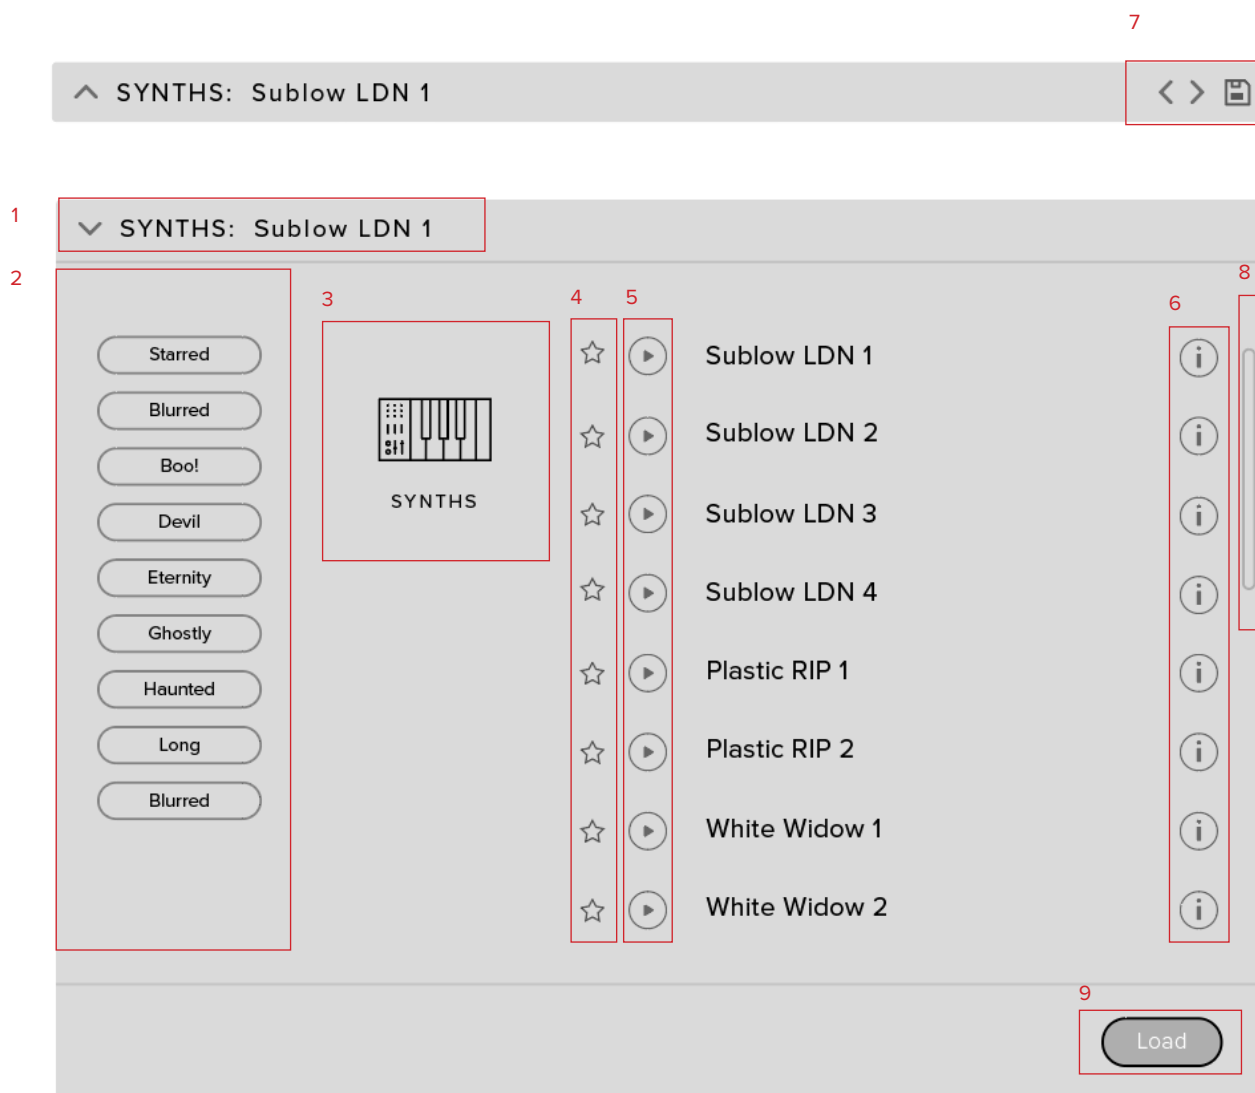 7
SYNTHS: Sublow LDN 1
1
SYNTHS: Sublow LDN 1
2
8
3
4
5
6
Starred
Blurred
Boo!
Devil
Eternity
Ghostly
Haunted
Long
Blurred
SYNTHS
Sublow LDN 1
Sublow LDN 2
Sublow LDN 3
Sublow LDN 4
Plastic RIP 1
Plastic RIP 2
White Widow 1
White Widow 2
9
Load